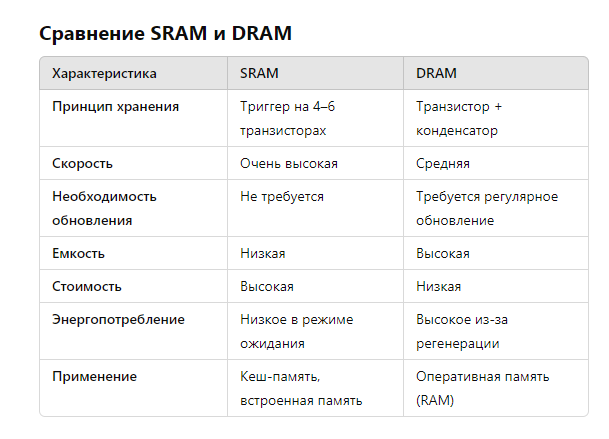 Сравнение SRAM и DRAM
Характеристика SRAM DRAM
Принцип хранения Триггер на 4–6 Транзистор +
транзисторах конденсатор
Скорость Очень высокая Средняя
Необходимость Не требуется Требуется регулярное
обновления обновление
Емкость Низкая Высокая
Стоимость Высокая Низкая
Энергопотребление Низкое в режиме Высокое из-за
ожидания регенерации
Применение Кеш-память, Оперативная память
встроенная память (RAM)